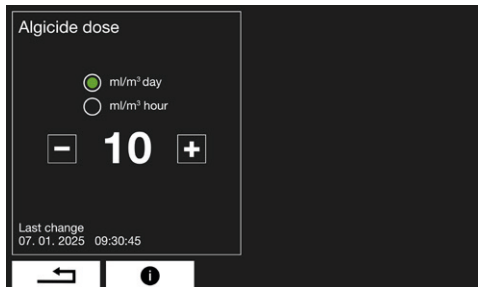 Algicide dose
ml/m³ day
ml/m³ hour
− 10 +
Last change
07. 01. 2025 09:30:45
i